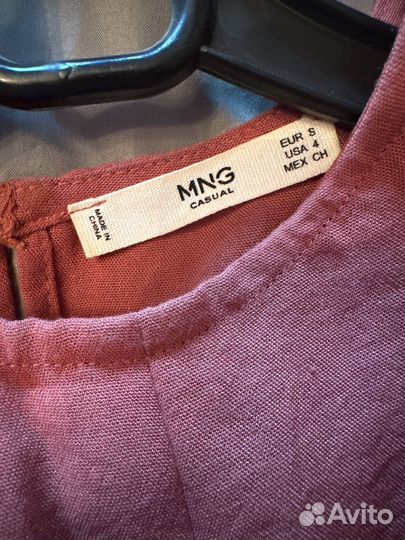 MNG
CASUAL
EUR S
USA 4
MEX CH
MADE IN
CHINA
Avito